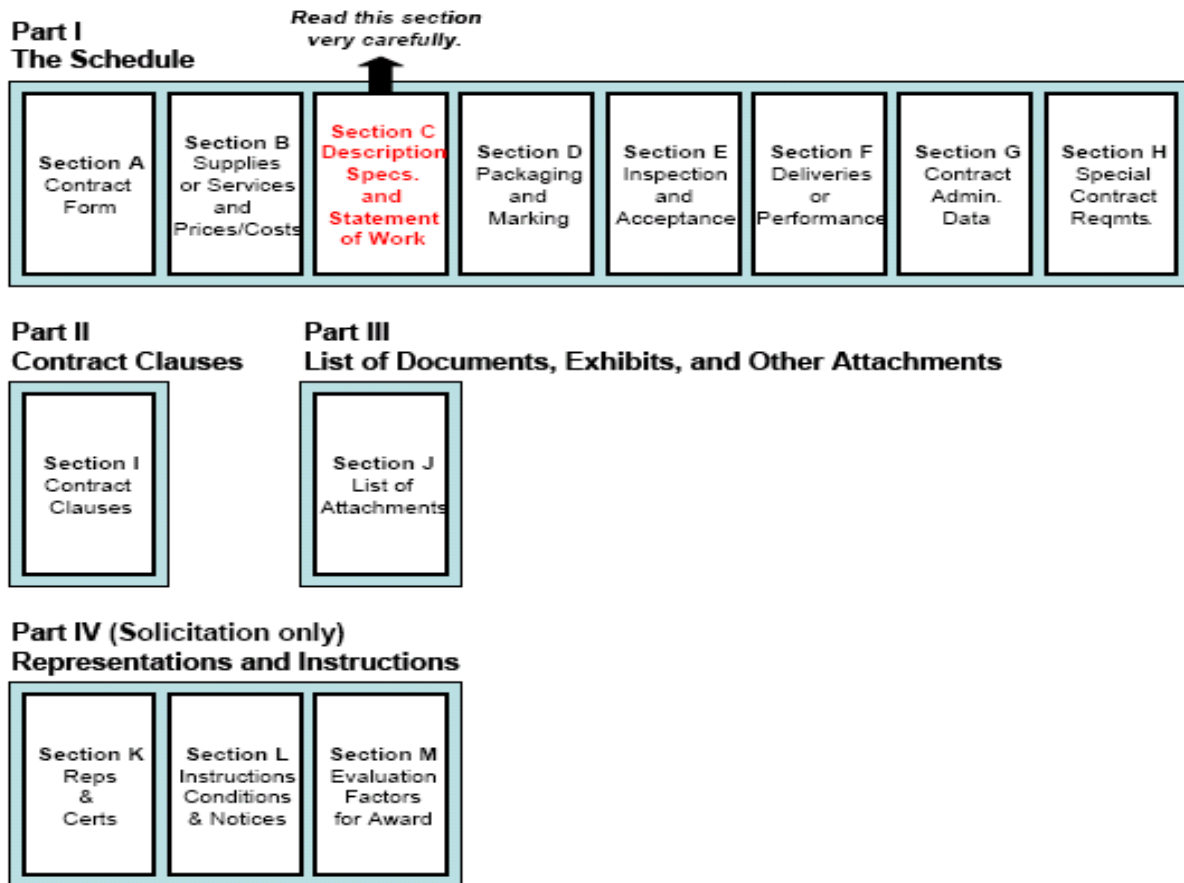 Part I
The Schedule
Read this section
very carefully.
Section A
Contract
Form
Section B
Supplies
or Services
and
Prices/Costs
Section C
Description
Specs.
and
Statement
of Work
Section D
Packaging
and
Marking
Section E
Inspection
and
Acceptance
Section F
Deliveries
or
Performance
Section G
Contract
Admin.
Data
Section H
Special
Contract
Reqmts.
Part II
Contract Clauses
Part III
List of Documents, Exhibits, and Other Attachments
Section I
Contract
Clauses
Section J
List of
Attachments
Part IV (Solicitation only)
Representations and Instructions
Section K
Reps
&
Certs
Section L
Instructions
Conditions
& Notices
Section M
Evaluation
Factors
for Award